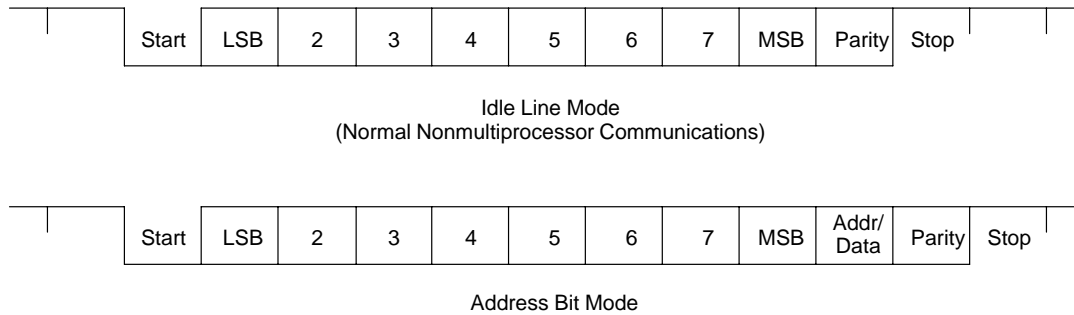 Start LSB 2 3 4 5 6 7 MSB Parity Stop
Idle Line Mode
(Normal Nonmultiprocessor Communications)
Start LSB 2 3 4 5 6 7 MSB Addr/
Data Parity Stop
Address Bit Mode